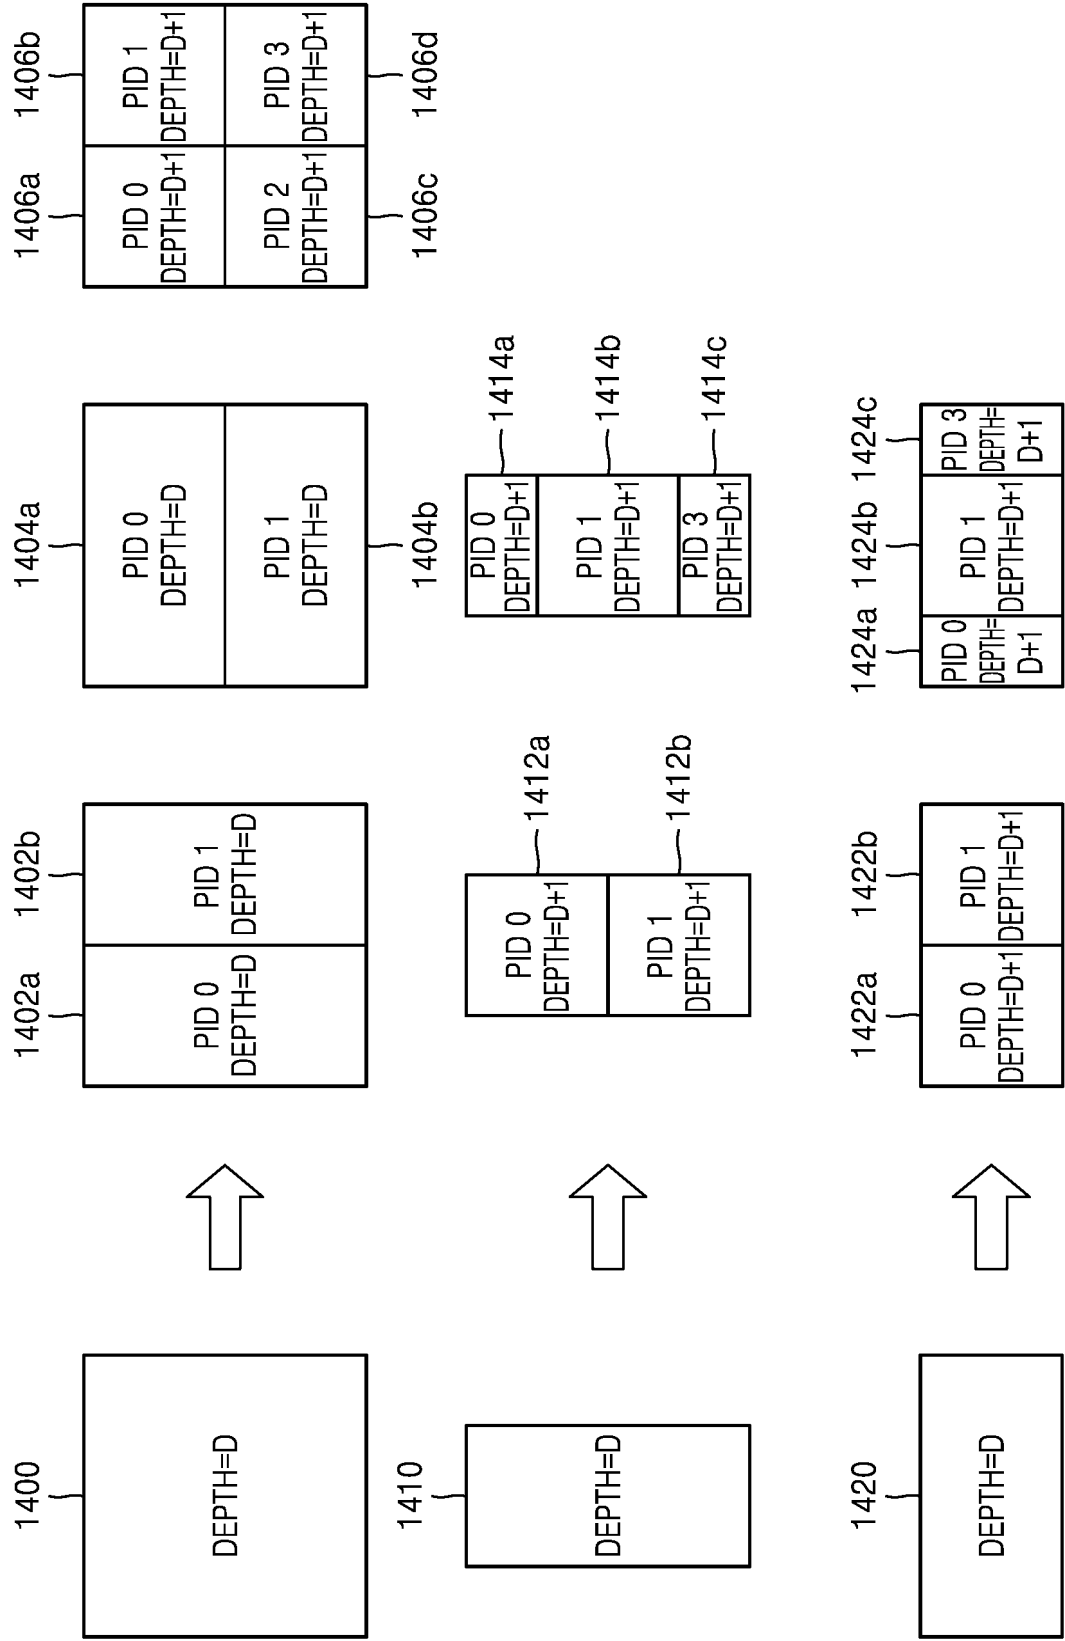 1400
DEPTH=D
1402a
1402b
PID 0
DEPTH=D
PID 1
DEPTH=D
1404a
PID 0
DEPTH=D
PID 1
DEPTH=D
1404b
1406a
1406b
PID 0
DEPTH=D+1
PID 1
DEPTH=D+1
PID 2
DEPTH=D+1
PID 3
DEPTH=D+1
1406c
1406d
1410
DEPTH=D
PID 0
DEPTH=D+1
1412a
PID 1
DEPTH=D+1
1412b
PID 0
DEPTH=D+1
1414a
PID 1
DEPTH=D+1
1414b
PID 3
DEPTH=D+1
1414c
1420
DEPTH=D
1422a
1422b
PID 0
DEPTH=D+1
PID 1
DEPTH=D+1
1424a
1424b
1424c
PID 0
DEPTH=
D+1
PID 1
DEPTH=D+1
PID 3
DEPTH=
D+1